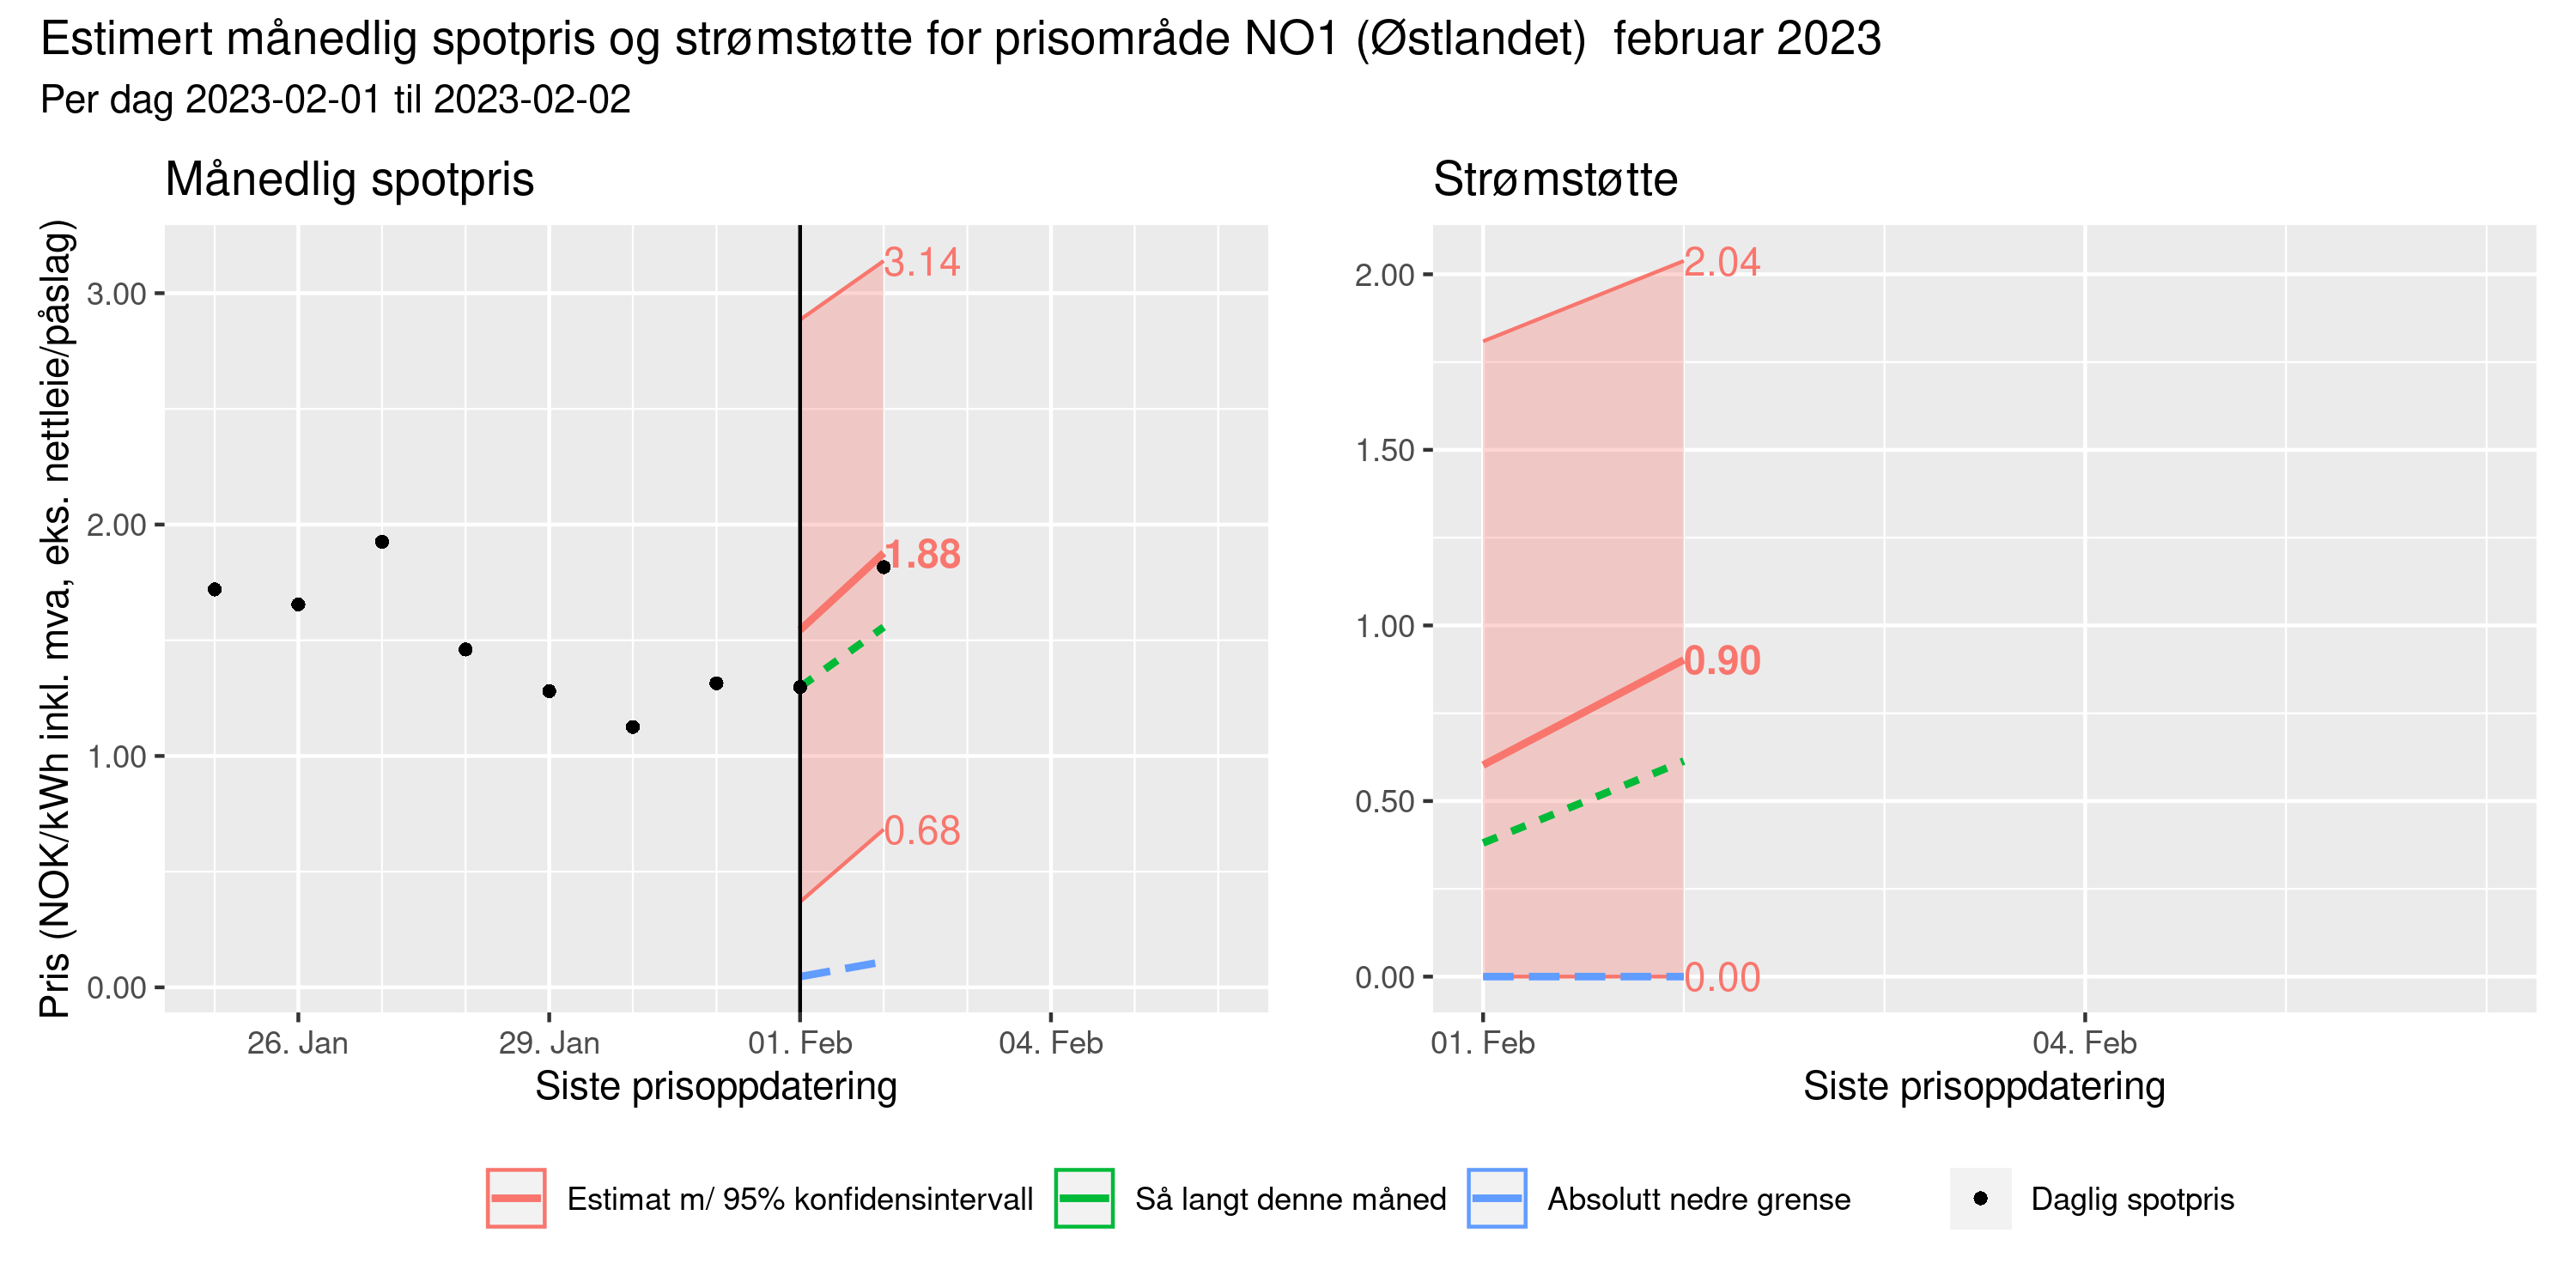 Estimert månedlig spotpris og strømstøtte for prisområde NO1 (Østlandet)  februar 2023
Per dag 2023-02-01 til 2023-02-02
Månedlig spotpris
Pris (NOK/kWh inkl. mva, eks. nettleie/påslag)
3.00
2.00
1.00
0.00
3.14
1.88
0.68
26. Jan
29. Jan
01. Feb
04. Feb
Siste prisoppdatering
Strømstøtte
2.00
1.50
1.00
0.50
0.00
2.04
0.90
0.00
01. Feb
04. Feb
Siste prisoppdatering
Estimat m/ 95% konfidensintervall
Så langt denne måned
Absolutt nedre grense
Daglig spotpris